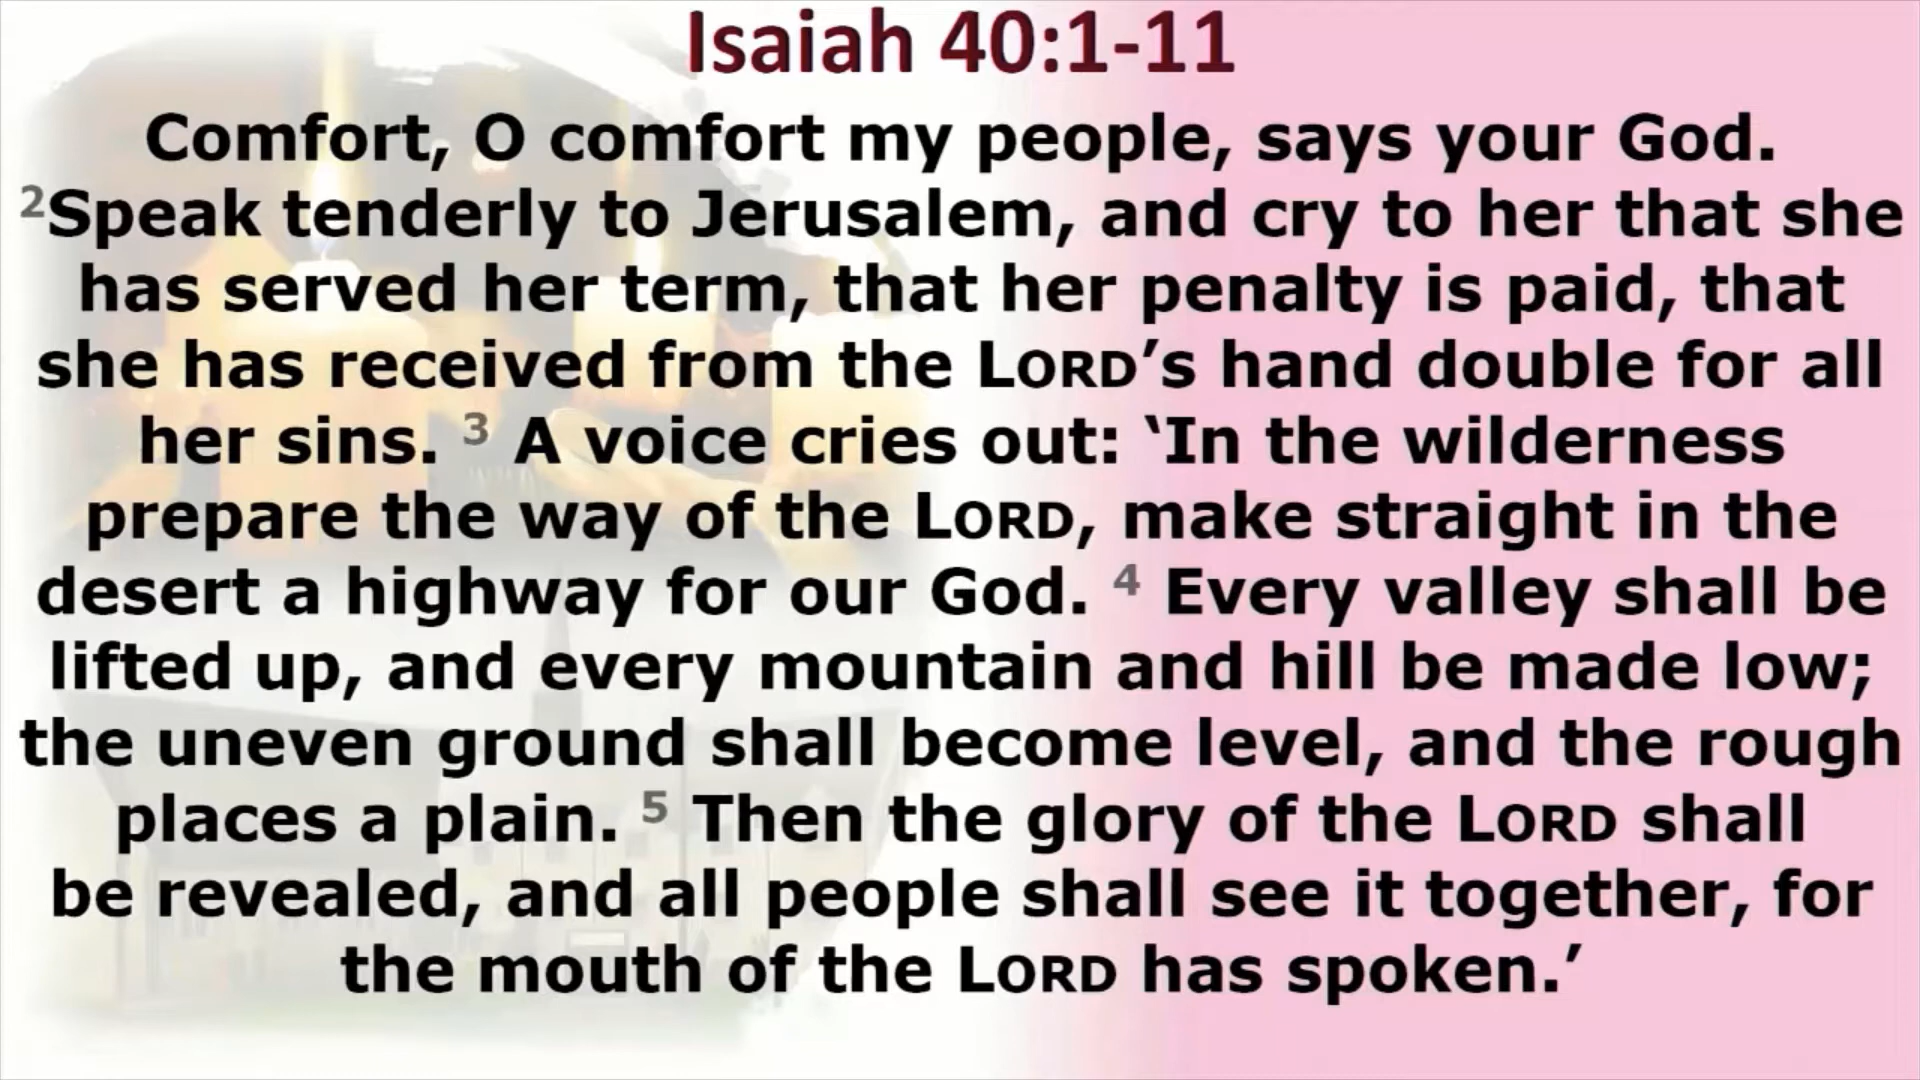 Isaiah 40:1-11
Comfort, O comfort my people, says your God.
2Speak tenderly to Jerusalem, and cry to her that she
has served her term, that her penalty is paid, that
she has received from the LORD’s hand double for all
her sins. 3 A voice cries out: ‘In the wilderness
prepare the way of the LORD, make straight in the
desert a highway for our God. 4 Every valley shall be
lifted up, and every mountain and hill be made low;
the uneven ground shall become level, and the rough
places a plain. 5 Then the glory of the LORD shall
be revealed, and all people shall see it together, for
the mouth of the LORD has spoken.’